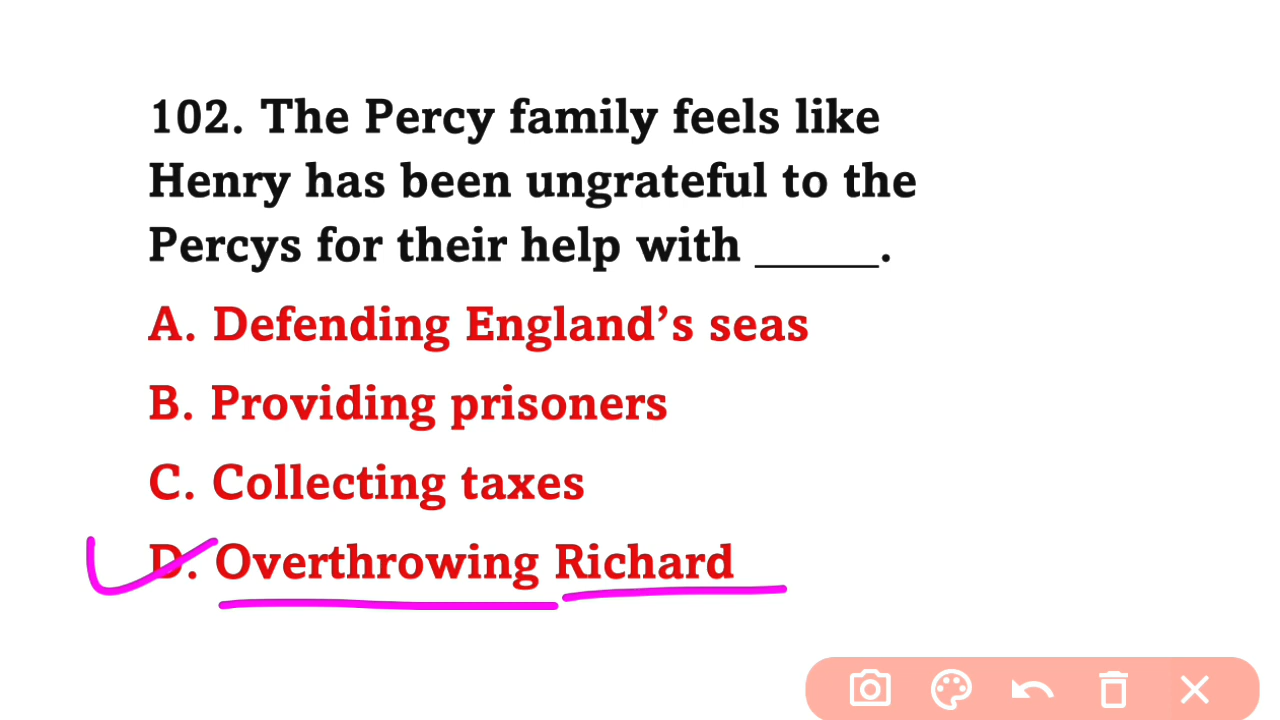 102. The Percy family feels like
Henry has been ungrateful to the
Percys for their help with _____.
A. Defending England’s seas
B. Providing prisoners
C. Collecting taxes
D. Overthrowing Richard